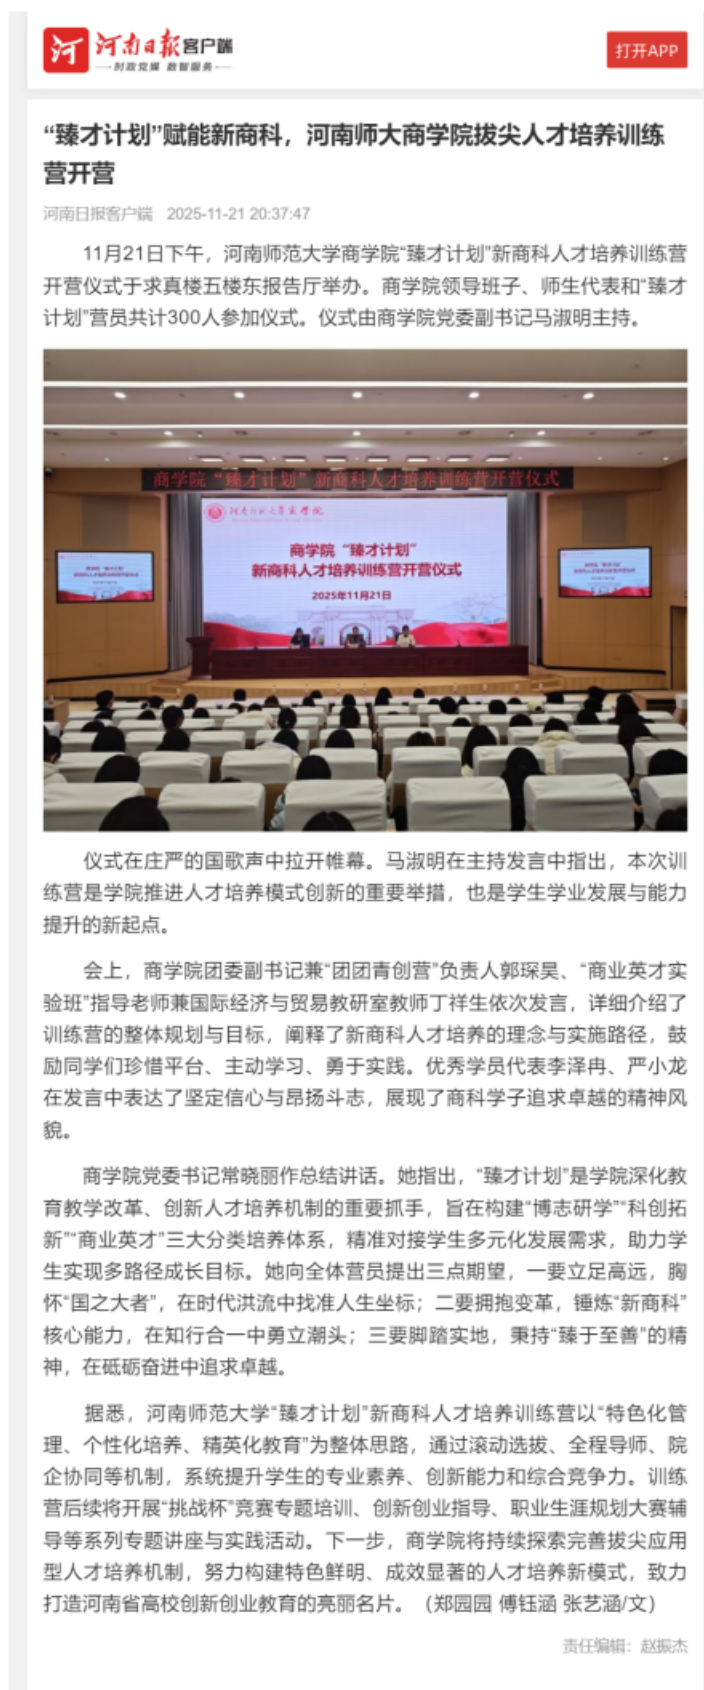 河
河南日报客户端
时政党媒 数智服务
打开APP
“臻才计划”赋能新商科，河南师大商学院拔尖人才培养训练
营开营
河南日报客户端 2025-11-21 20:37:47
11月21日下午，河南师范大学商学院“臻才计划”新商科人才培养训练营
开营仪式于求真楼五楼东报告厅举办。商学院领导班子、师生代表和“臻才
计划”营员共计300人参加仪式。仪式由商学院党委副书记马淑明主持。
商学院“臻才计划”新商科人才培养训练营开营仪式
河南师范大学商学院
商学院“臻才计划”
新商科人才培养训练营开营仪式
2025年11月21日
仪式在庄严的国歌声中拉开帷幕。马淑明在主持发言中指出，本次训
练营是学院推进人才培养模式创新的重要举措，也是学生学业发展与能力
提升的新起点。
会上，商学院团委副书记兼“团团青创营”负责人郭琛昊、“商业英才实
验班”指导老师兼国际经济与贸易教研室教师丁祥生依次发言，详细介绍了
训练营的整体规划与目标，阐释了新商科人才培养的理念与实施路径，鼓
励同学们珍惜平台、主动学习、勇于实践。优秀学员代表李泽冉、严小龙
在发言中表达了坚定信心与昂扬斗志，展现了商科学子追求卓越的精神风
貌。
商学院党委书记常晓丽作总结讲话。她指出，“臻才计划”是学院深化教
育教学改革、创新人才培养机制的重要抓手，旨在构建“博志研学”“科创拓
新”“商业英才”三大分类培养体系，精准对接学生多元化发展需求，助力学
生实现多路径成长目标。她向全体营员提出三点期望，一要立足高远，胸
怀“国之大者”，在时代洪流中找准人生坐标；二要拥抱变革，锤炼“新商科”
核心能力，在知行合一中勇立潮头；三要脚踏实地，秉持“臻于至善”的精
神，在砥砺奋进中追求卓越。
据悉，河南师范大学“臻才计划”新商科人才培养训练营以“特色化管
理、个性化培养、精英化教育”为整体思路，通过滚动选拔、全程导师、院
企协同等机制，系统提升学生的专业素养、创新能力和综合竞争力。训练
营后续将开展“挑战杯”竞赛专题培训、创新创业指导、职业生涯规划大赛辅
导等系列专题讲座与实践活动。下一步，商学院将持续探索完善拔尖应用
型人才培养机制，努力构建特色鲜明、成效显著的人才培养新模式，致力
打造河南省高校创新创业教育的亮丽名片。（郑园园 傅钰涵 张艺涵/文）
责任编辑：赵振杰